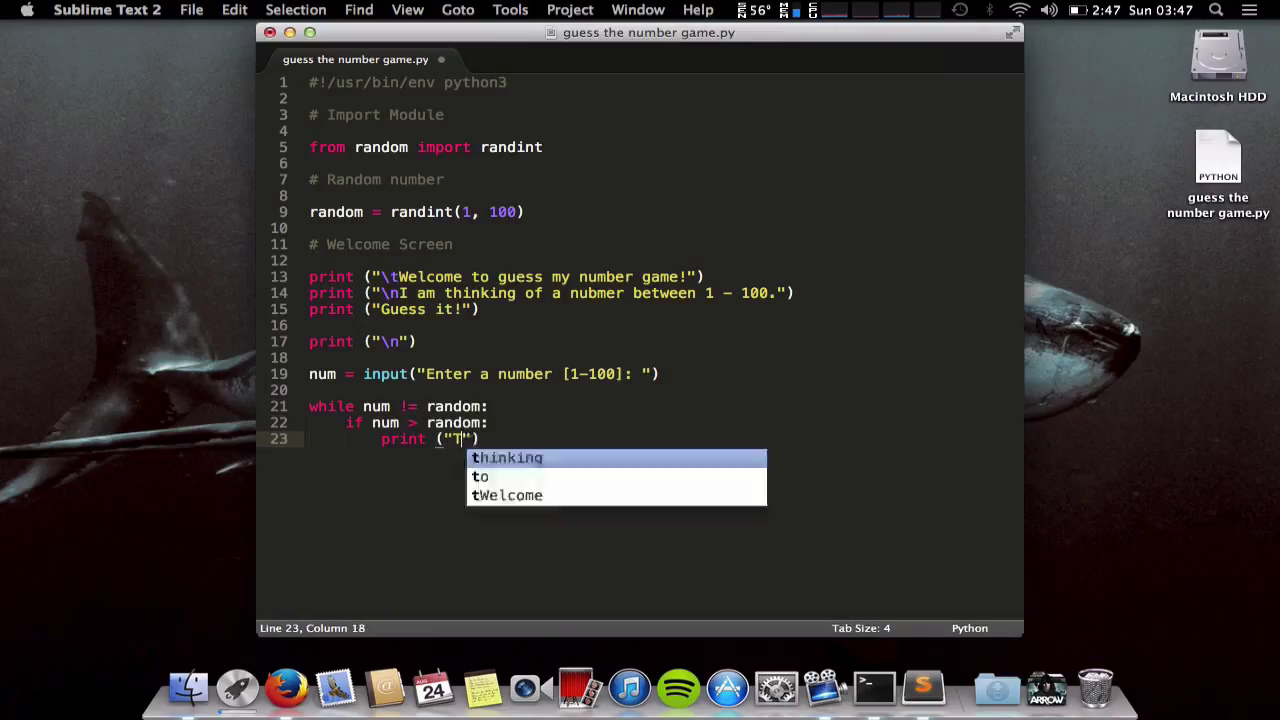 Sublime Text 2 File Edit Selection Find View Goto Tools Project Window Help 56° 2:47 Sun 03:47
guess the number game.py
guess the number game.py
1 #!/usr/bin/env python3
2
3 # Import Module
4
5 from random import randint
6
7 # Random number
8
9 random = randint(1, 100)
10
11 # Welcome Screen
12
13 print ("\tWelcome to guess my number game!")
14 print ("\nI am thinking of a nubmer between 1 - 100.")
15 print ("Guess it!")
16
17 print ("\n")
18
19 num = input("Enter a number [1-100]: ")
20
21 while num != random:
22 if num > random:
23 print ("T")
thinking
to
tWelcome
Line 23, Column 18 Tab Size: 4 Python
Macintosh HDD
PYTHON
guess the
number game.py
AUG
24
ARROW